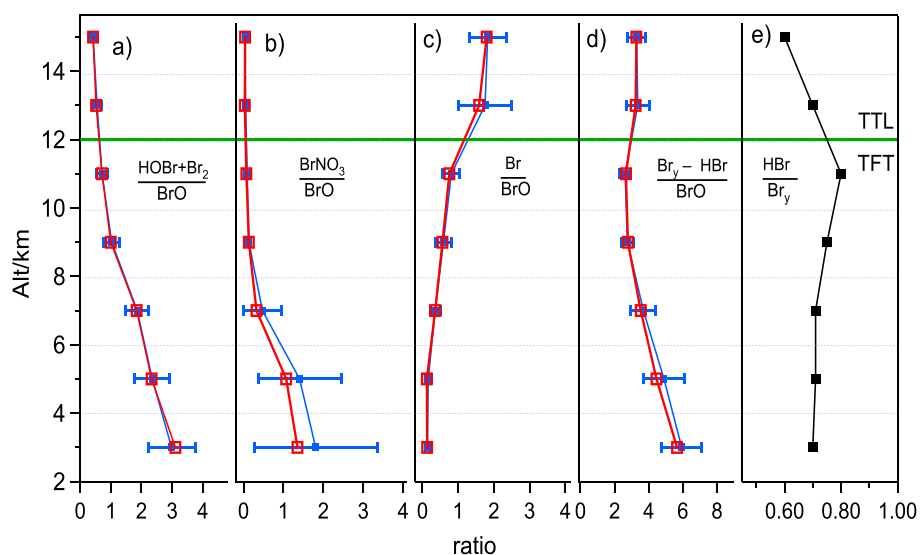 a)
b)
c)
d)
e)
14
12
10
8
6
4
2
Alt/km
TTL
TFT
HOBr+Br₂
BrO
BrNO₃
BrO
Br
BrO
Brᵧ – HBr
BrO
HBr
Brᵧ
0 1 2 3 4
0 1 2 3 4
0 1 2 3 4
0 2 4 6 8
0.60 0.80 1.00
ratio